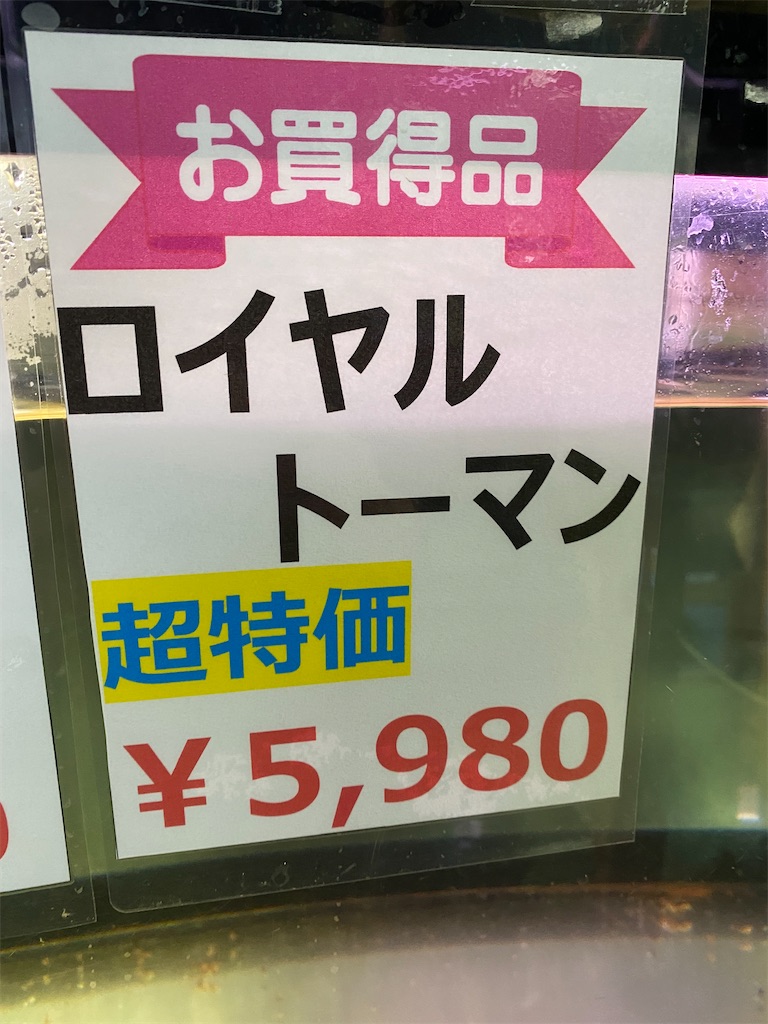 お買得品
ロイヤル
トーマン
超特価
¥5,980